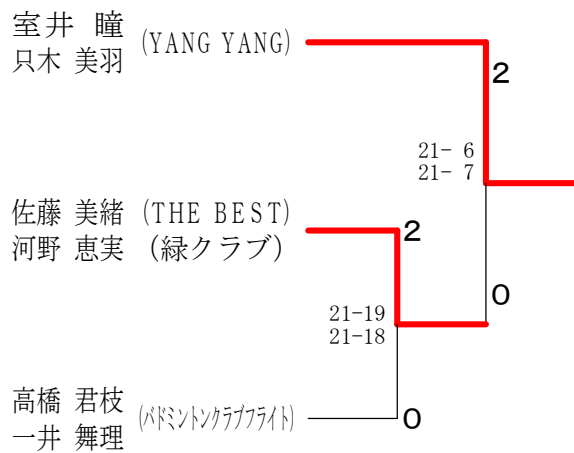 室井 瞳 (YANG YANG)
只木 美羽
2
21- 6
21- 7
佐藤 美緒 (THE BEST)
河野 恵実 (緑クラブ)
2
0
21-19
21-18
高橋 君枝 (バドミントンクラブフライト)
一井 舞理
0